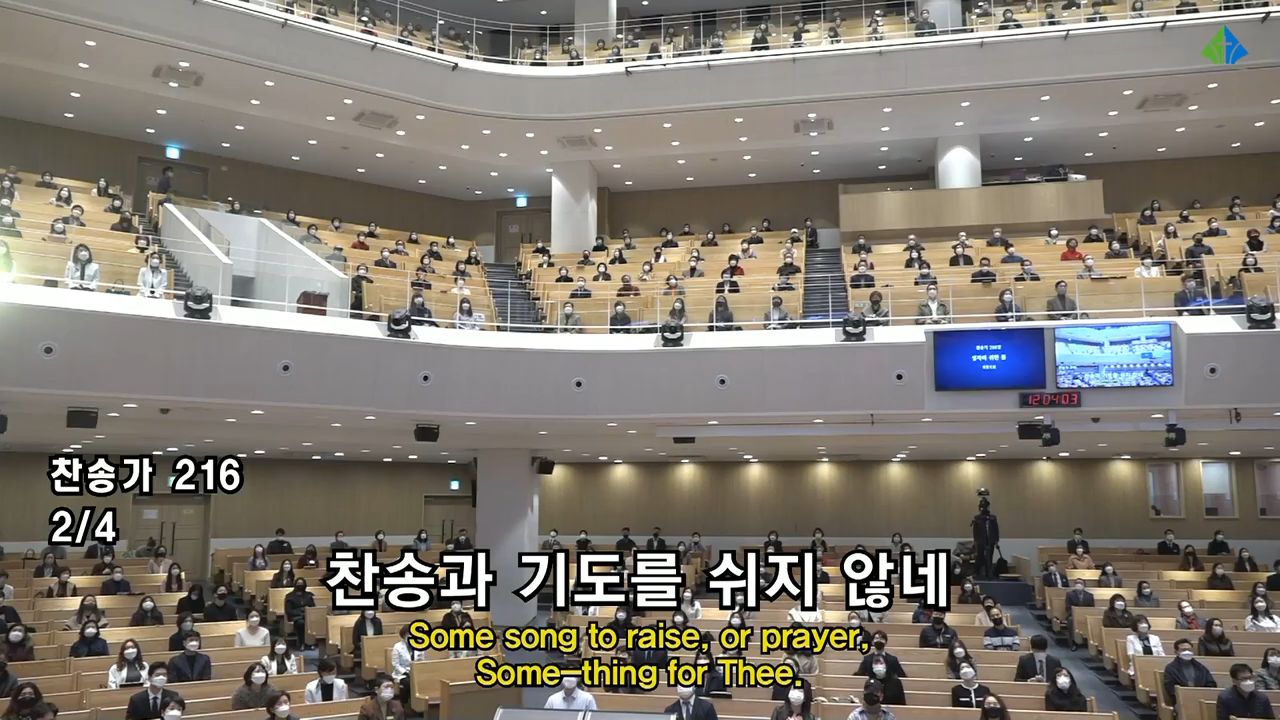 12:04:03
찬송가 216
2/4
찬송과 기도를 쉬지 않네
Some song to raise, or prayer,
Some-thing for Thee.